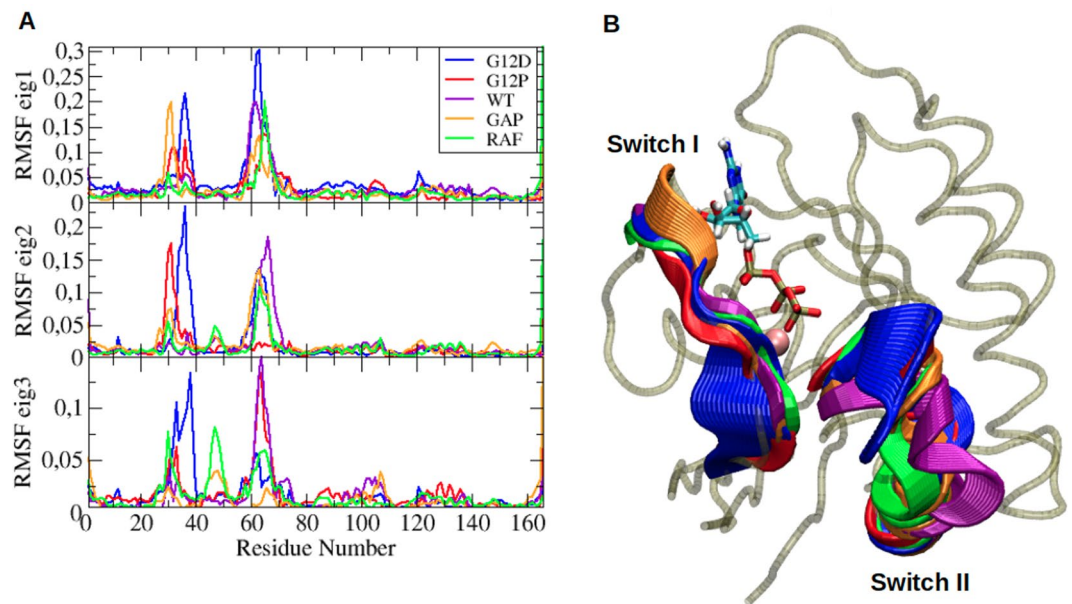 A
B
RMSF eig1
0,3
0,25
0,2
0,15
0,1
0,05
0
G12D
G12P
WT
GAP
RAF
RMSF eig2
0,2
0,15
0,1
0,05
0
RMSF eig3
0,1
0,05
0
0 20 40 60 80 100 120 140 160
Residue Number
Switch I
Switch II